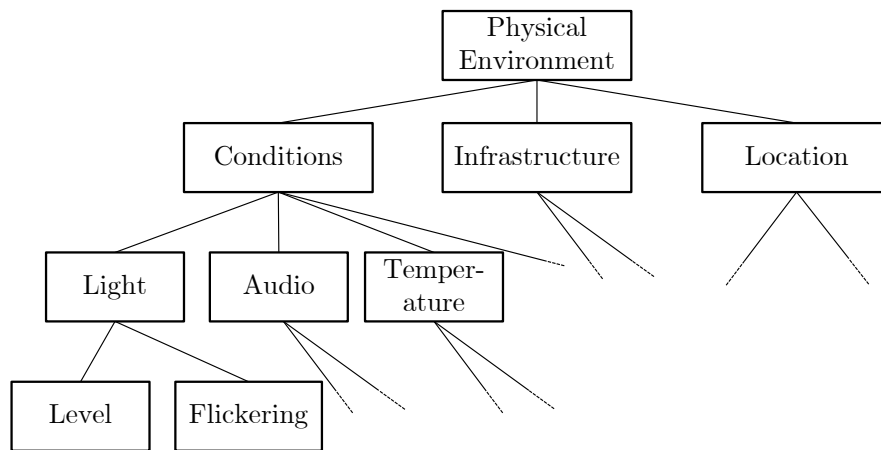 Physical
Environment
Conditions
Infrastructure
Location
Light
Audio
Temper-
ature
Level
Flickering